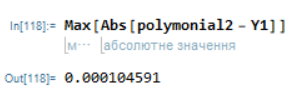 In[118]:= Max[Abs[polymonial2 - Y1]]
м··· абсолютне значення
Out[118]= 0.000104591